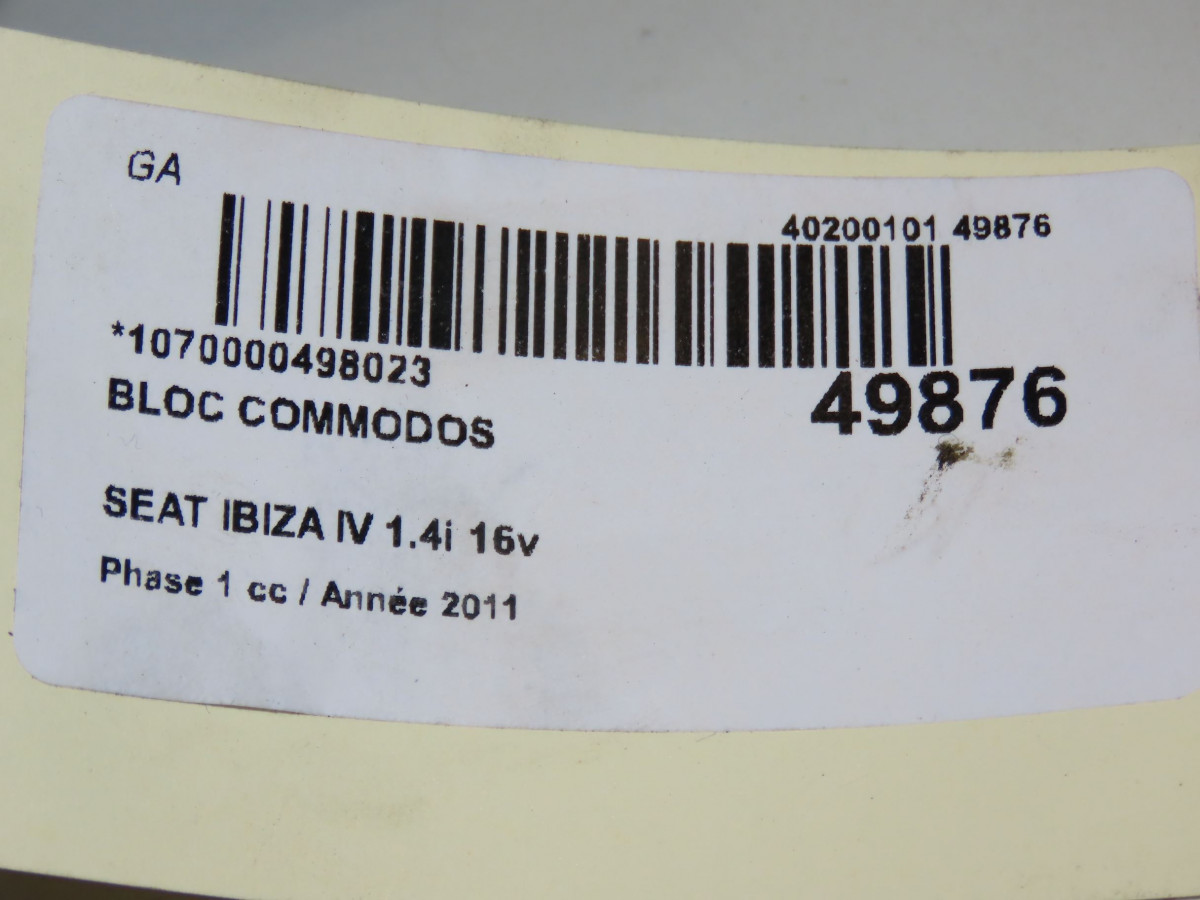 GA
40200101 49876
*1070000498023
49876
BLOC COMMODOS
SEAT IBIZA IV 1.4i 16v
Phase 1 cc / Année 2011